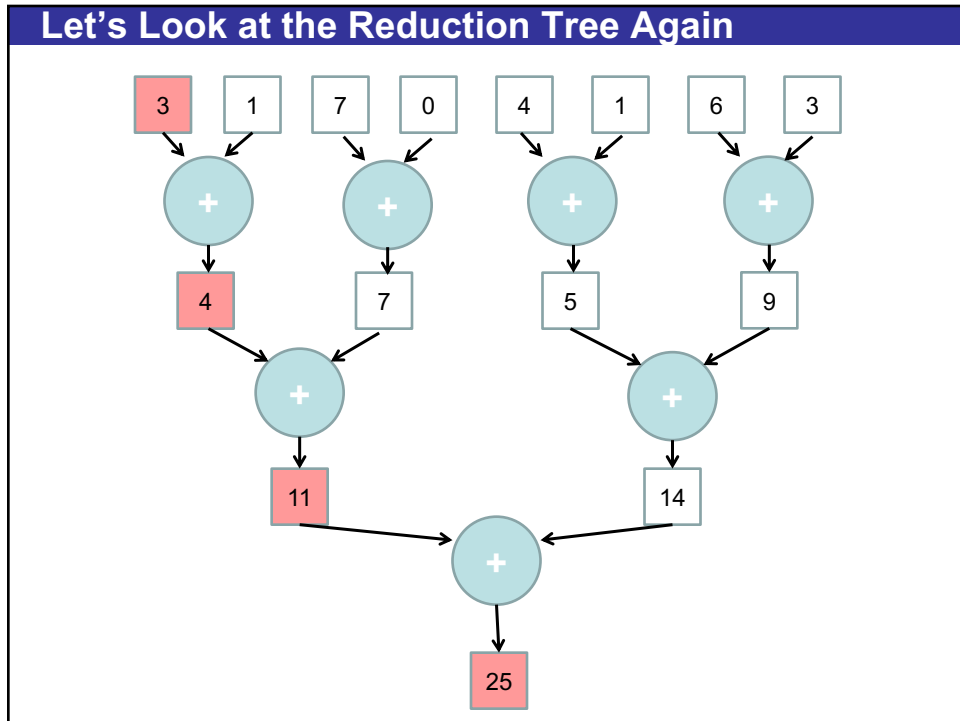 Let's Look at the Reduction Tree Again
3 1 7 0 4 1 6 3
+ + + +
4 7 5 9
+ +
11 14
+
25